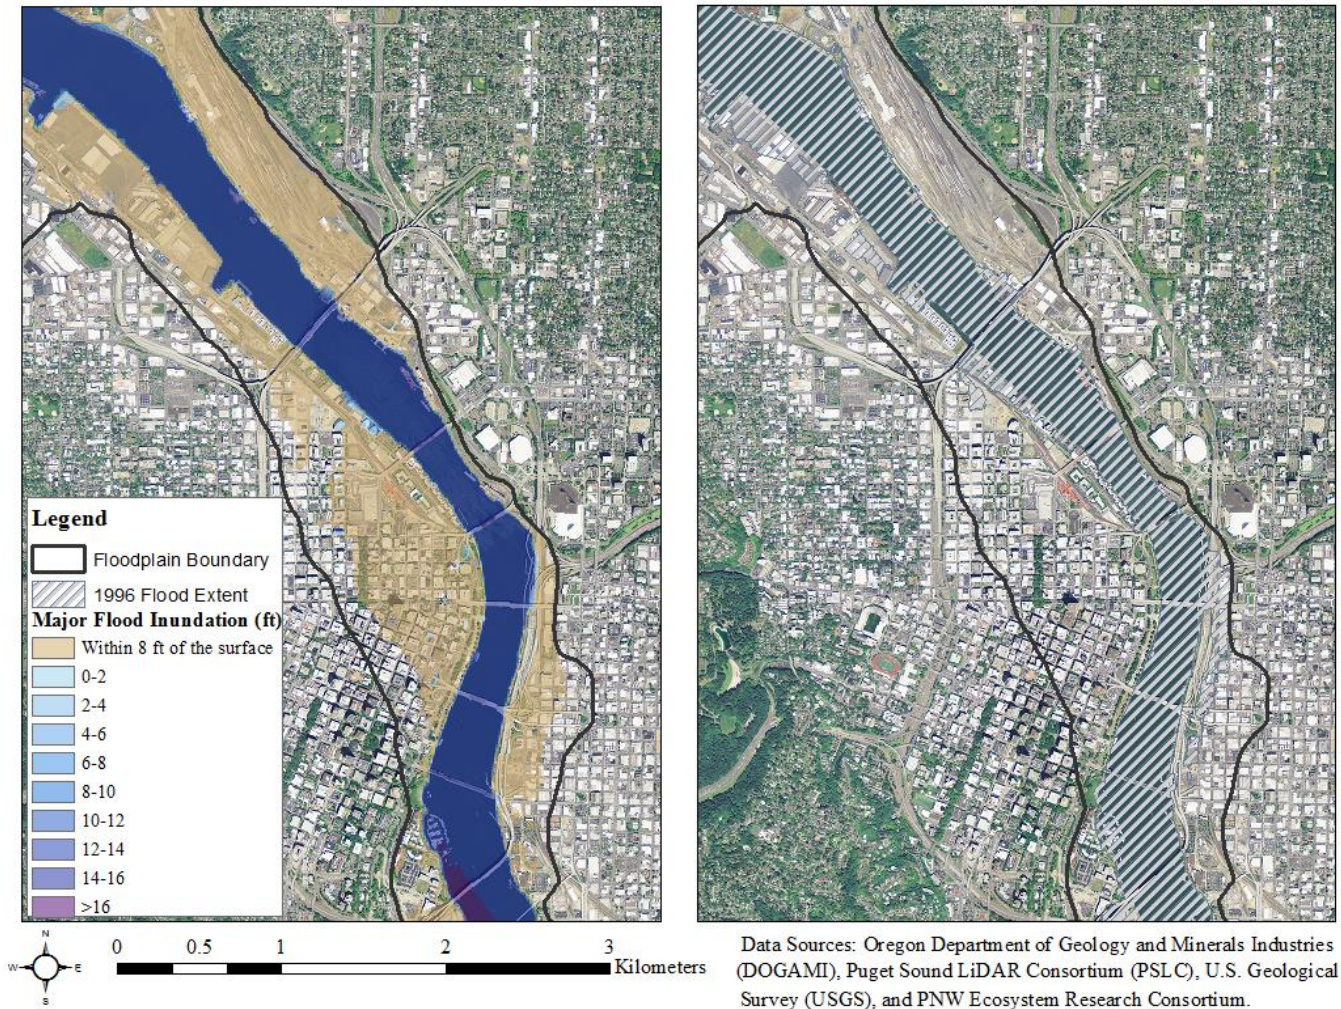 Legend
Floodplain Boundary
1996 Flood Extent
Major Flood Inundation (ft)
Within 8 ft of the surface
0-2
2-4
4-6
6-8
8-10
10-12
12-14
14-16
>16
N
W
E
S
0 0.5 1 2 3
Kilometers
Data Sources: Oregon Department of Geology and Minerals Industries
(DOGAMI), Puget Sound LiDAR Consortium (PSLC), U.S. Geological
Survey (USGS), and PNW Ecosystem Research Consortium.